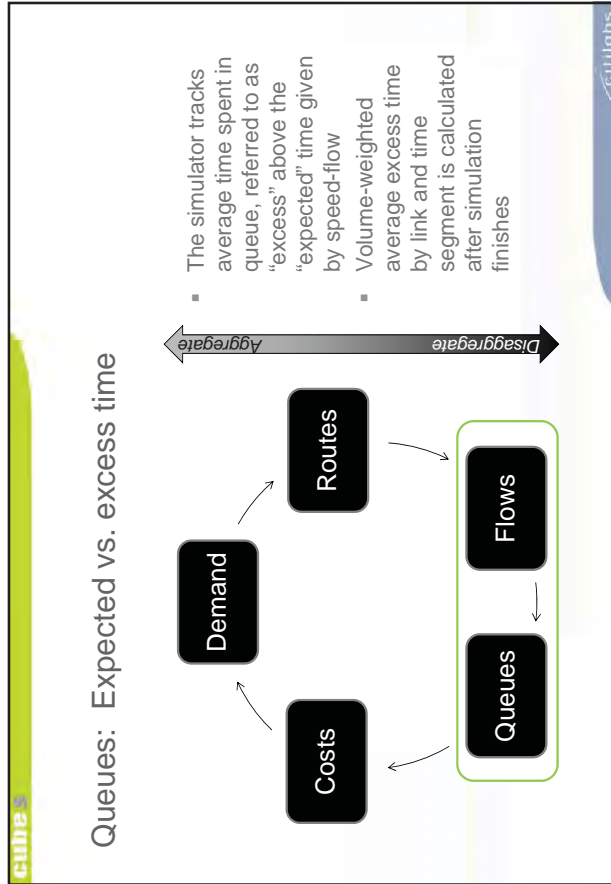 cube 5
Queues: Expected vs. excess time
Demand
Routes
Flows
Queues
Costs
Aggregate
Disaggregate
▪ The simulator tracks
average time spent in
queue, referred to as
“excess” above the
“expected” time given
by speed-flow
▪ Volume-weighted
average excess time
by link and time
segment is calculated
after simulation
finishes
citilabs